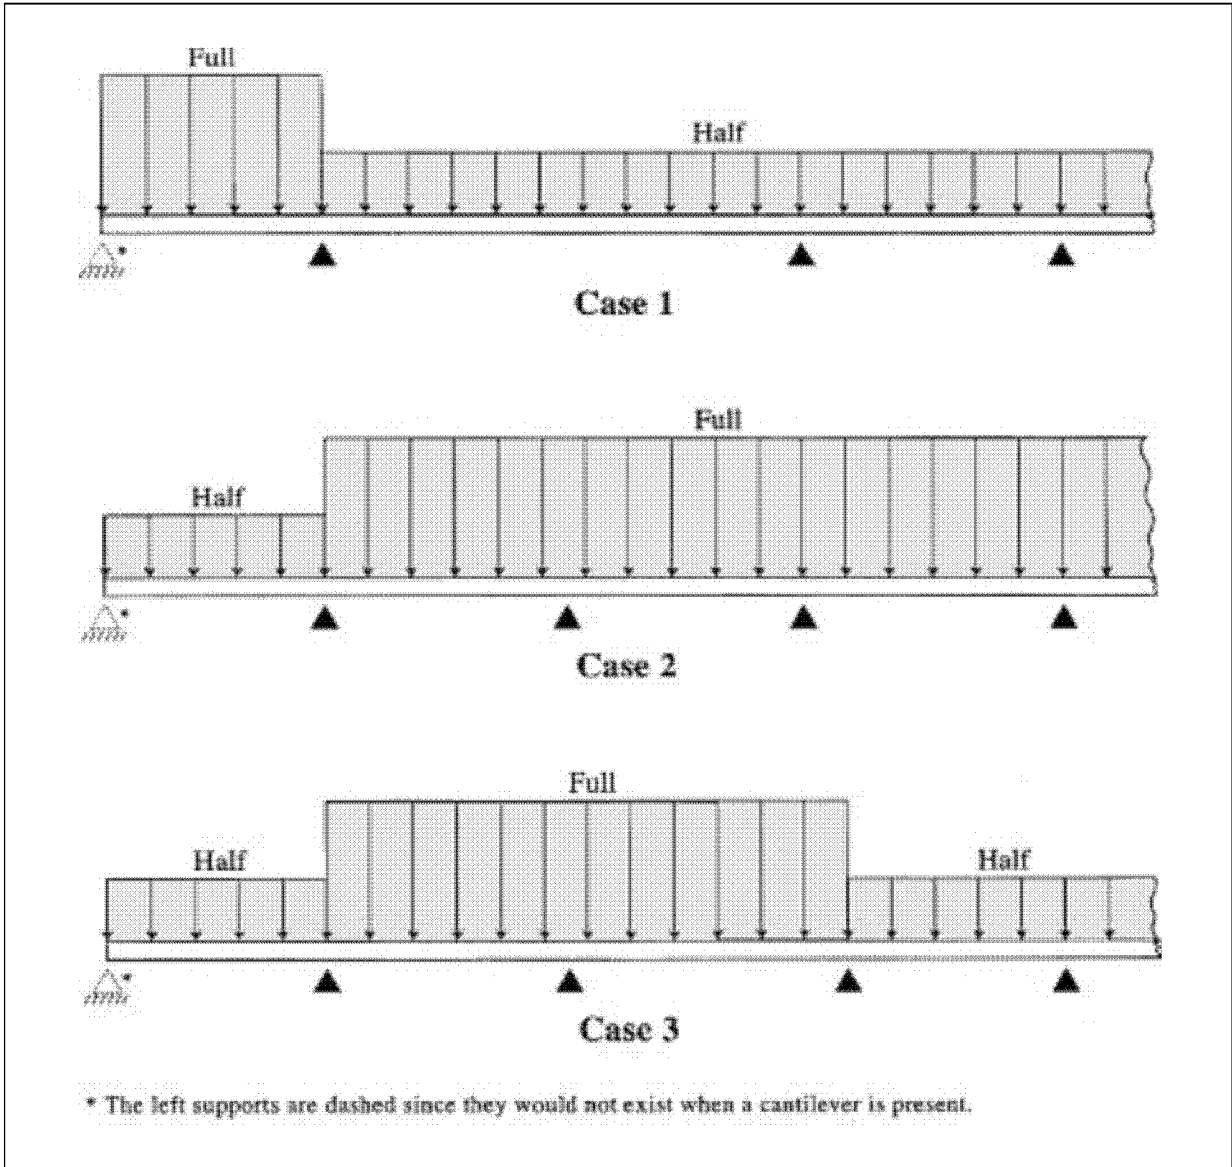 Full
Half
*
Case 1
Full
Half
*
Case 2
Full
Half
Half
*
Case 3
* The left supports are dashed since they would not exist when a cantilever is present.